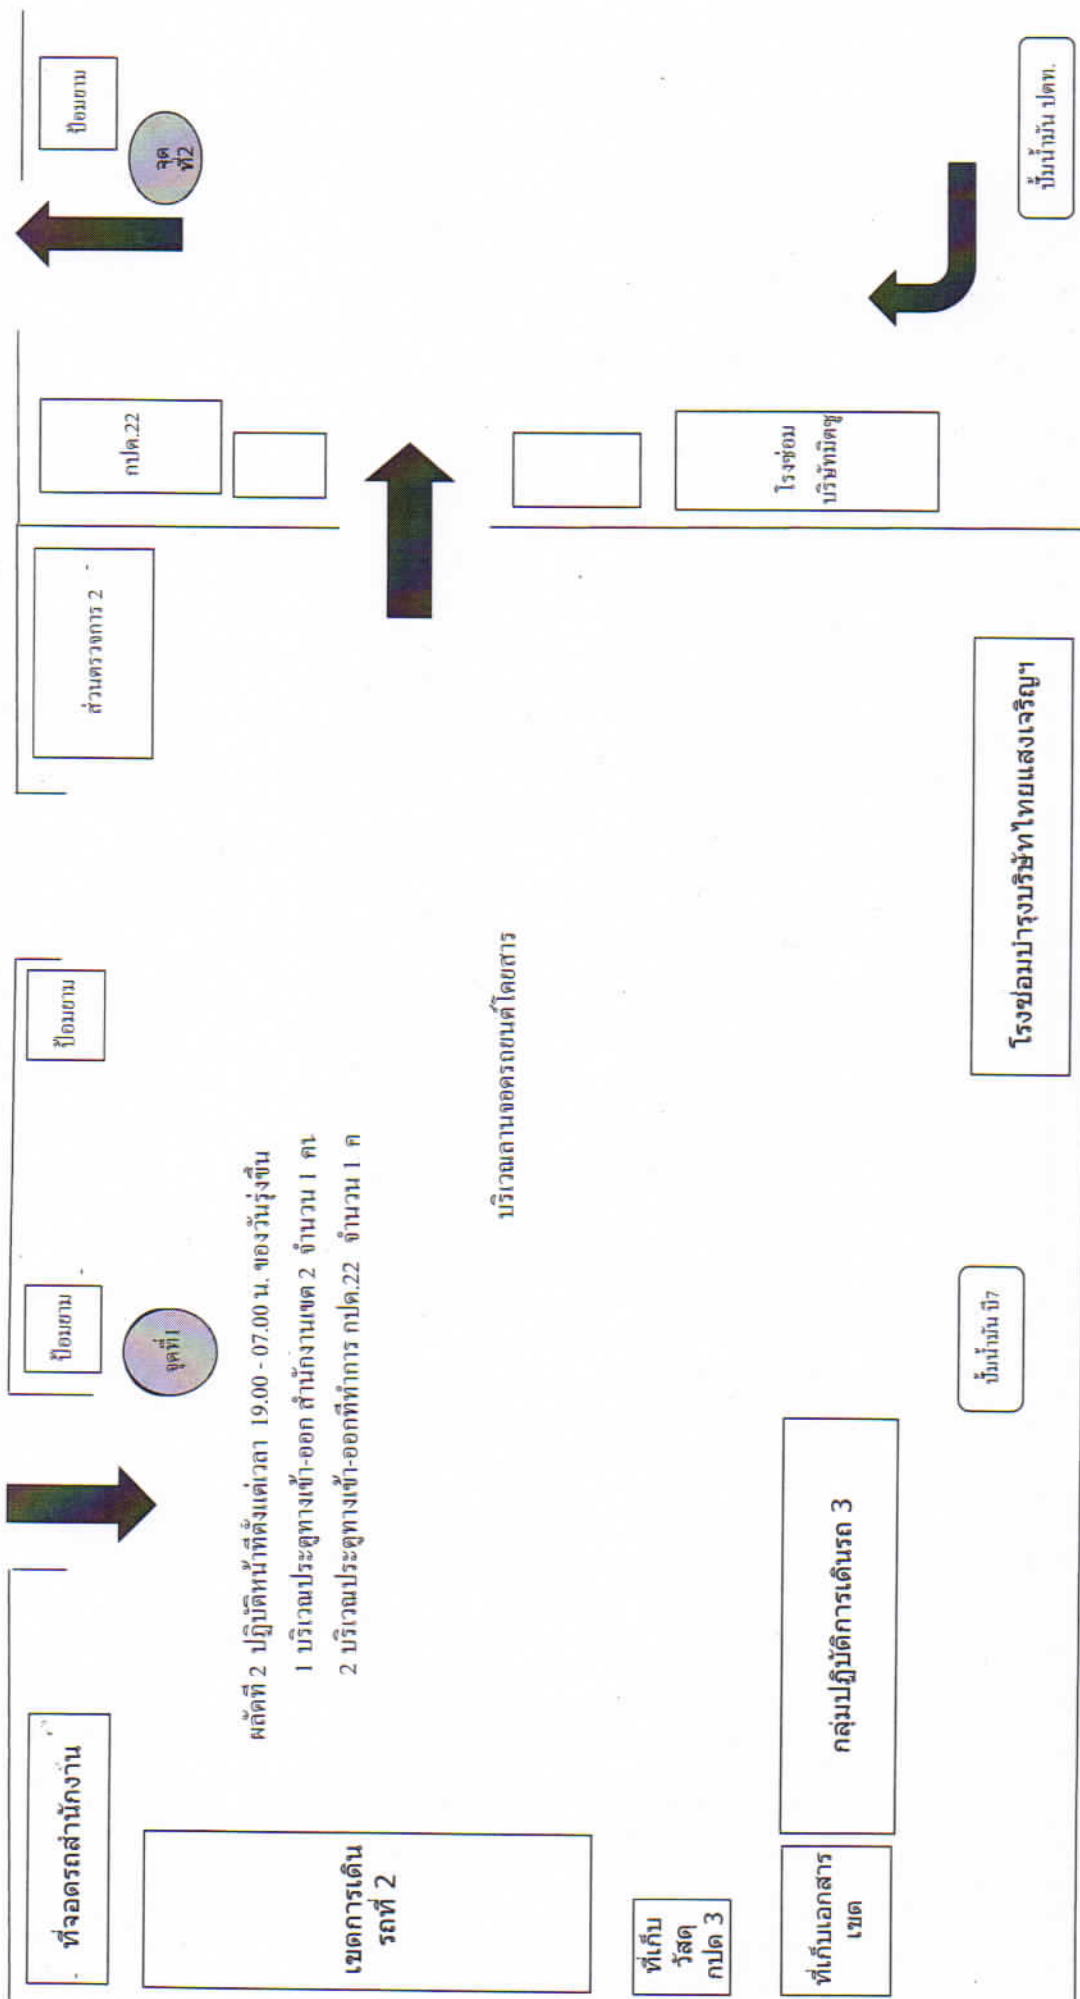 ที่จอดรถสำนักงาน
ป้อมยาม
ป้อมยาม
ส่วนตรวจการ 2
กปด.22
ป้อมยาม
จุดที่1
จุด
ที่2
ผลัดที่ 2 ปฏิบัติหน้าที่ตั้งแต่เวลา 19.00 - 07.00 น. ของวันรุ่งขึ้น
1 บริเวณประตูทางเข้า-ออก สำนักงานเขต 2 จำนวน 1 คน
2 บริเวณประตูทางเข้า-ออกที่ทำการ กปด.22 จำนวน 1 ค
เขตการเดิน
รถที่ 2
บริเวณลานจอดรถยนต์โดยสาร
ที่เก็บ
วัสดุ
กปด 3
ที่เก็บเอกสาร
เขต
กลุ่มปฏิบัติการเดินรถ 3
โรงซ่อม
บริษัทมิตซู
ปั๊มน้ำมัน บี7
โรงซ่อมบำรุงบริษัทไทยแสงเจริญฯ
ปั๊มน้ำมัน ปตท.